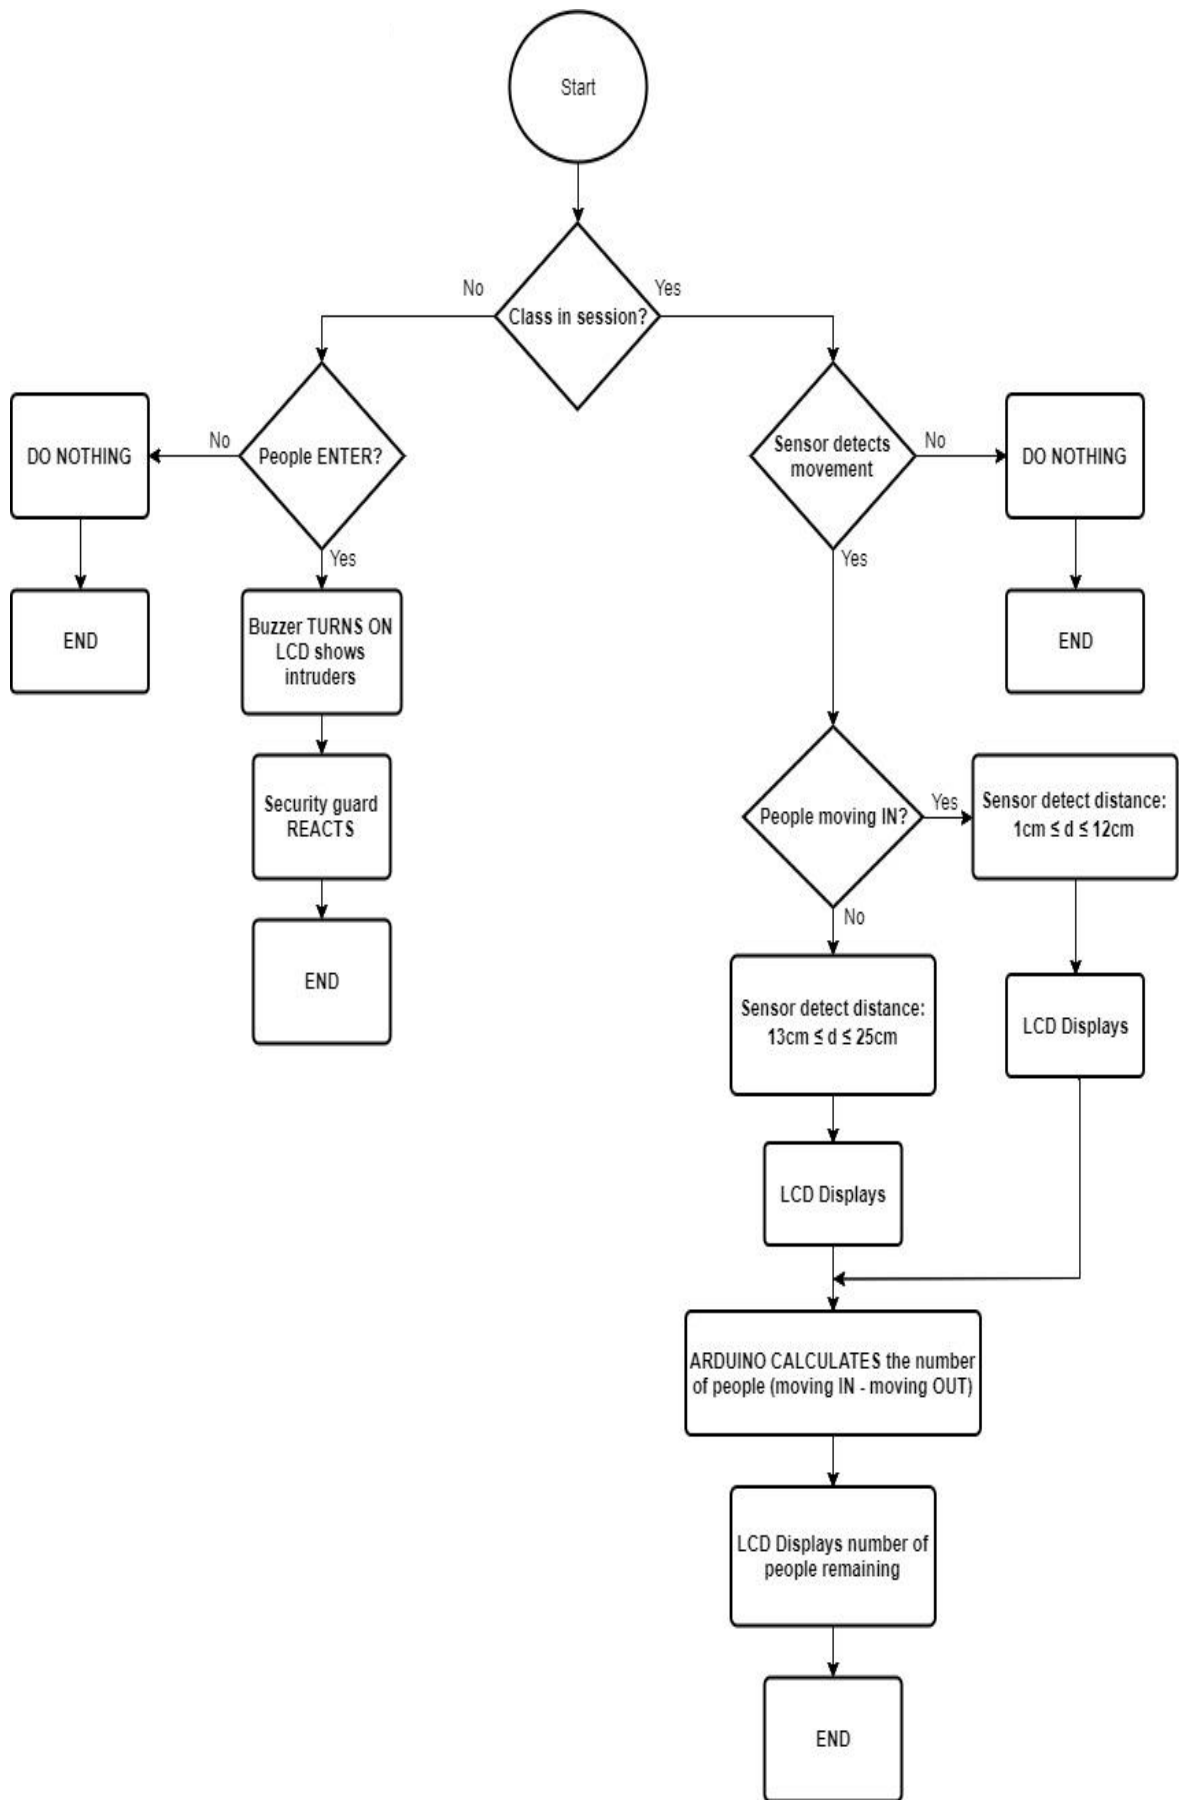 Start
No
Yes
Class in session?
No
People ENTER?
DO NOTHING
Sensor detects
movement
No
DO NOTHING
Yes
Yes
END
Buzzer TURNS ON
LCD shows
intruders
END
Security guard
REACTS
People moving IN?
Yes
Sensor detect distance:
1cm ≤ d ≤ 12cm
No
END
Sensor detect distance:
13cm ≤ d ≤ 25cm
LCD Displays
LCD Displays
ARDUINO CALCULATES the number
of people (moving IN - moving OUT)
LCD Displays number of
people remaining
END